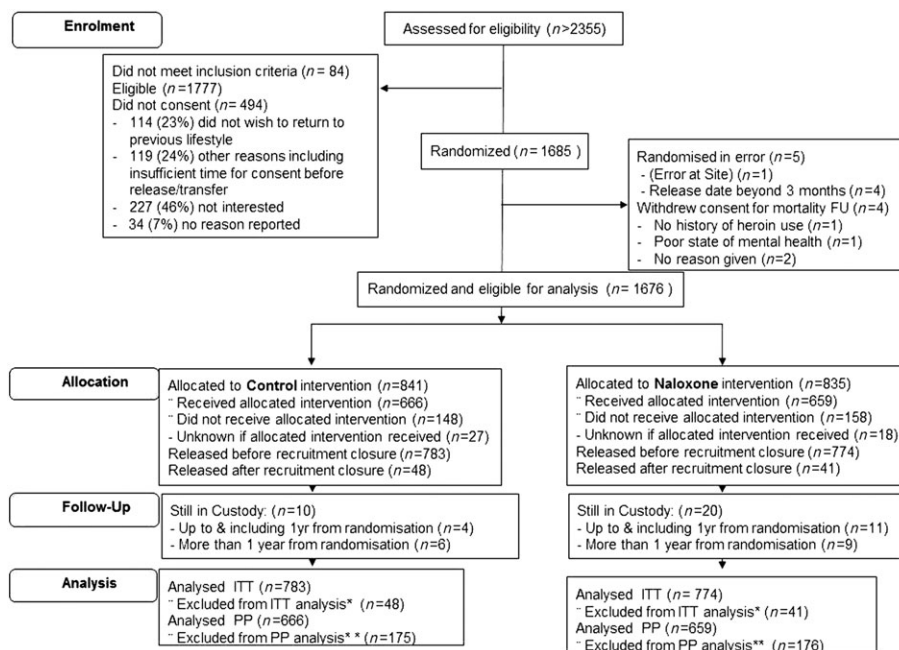 Enrolment
Assessed for eligibility (n>2355)
Did not meet inclusion criteria (n = 84)
Eligible (n=1777)
Did not consent (n= 494)
- 114 (23%) did not wish to return to
previous lifestyle
- 119 (24%) other reasons including
insufficient time for consent before
release/transfer
- 227 (46%) not interested
- 34 (7%) no reason reported
Randomized (n= 1685)
Randomised in error (n=5)
- (Error at Site) (n=1)
- Release date beyond 3 months (n=4)
Withdrew consent for mortality FU (n=4)
- No history of heroin use (n=1)
- Poor state of mental health (n=1)
- No reason given (n=2)
Randomized and eligible for analysis (n= 1676)
Allocation
Allocated to Control intervention (n=841)
¨ Received allocated intervention (n=666)
¨ Did not receive allocated intervention (n=148)
- Unknown if allocated intervention received (n=27)
Released before recruitment closure (n=783)
Released after recruitment closure (n=48)
Allocated to Naloxone intervention (n=835)
¨ Received allocated intervention (n=659)
¨ Did not receive allocated intervention (n=158)
- Unknown if allocated intervention received (n=18)
Released before recruitment closure (n=774)
Released after recruitment closure (n=41)
Follow-Up
Still in Custody: (n=10)
- Up to & including 1yr from randomisation (n=4)
- More than 1 year from randomisation (n=6)
Still in Custody: (n=20)
- Up to & including 1yr from randomisation (n=11)
- More than 1 year from randomisation (n=9)
Analysis
Analysed ITT (n=783)
¨ Excluded from ITT analysis* (n=48)
Analysed PP (n=666)
¨ Excluded from PP analysis* * (n=175)
Analysed ITT (n= 774)
¨ Excluded from ITT analysis* (n=41)
Analysed PP (n=659)
¨ Excluded from PP analysis** (n=176)